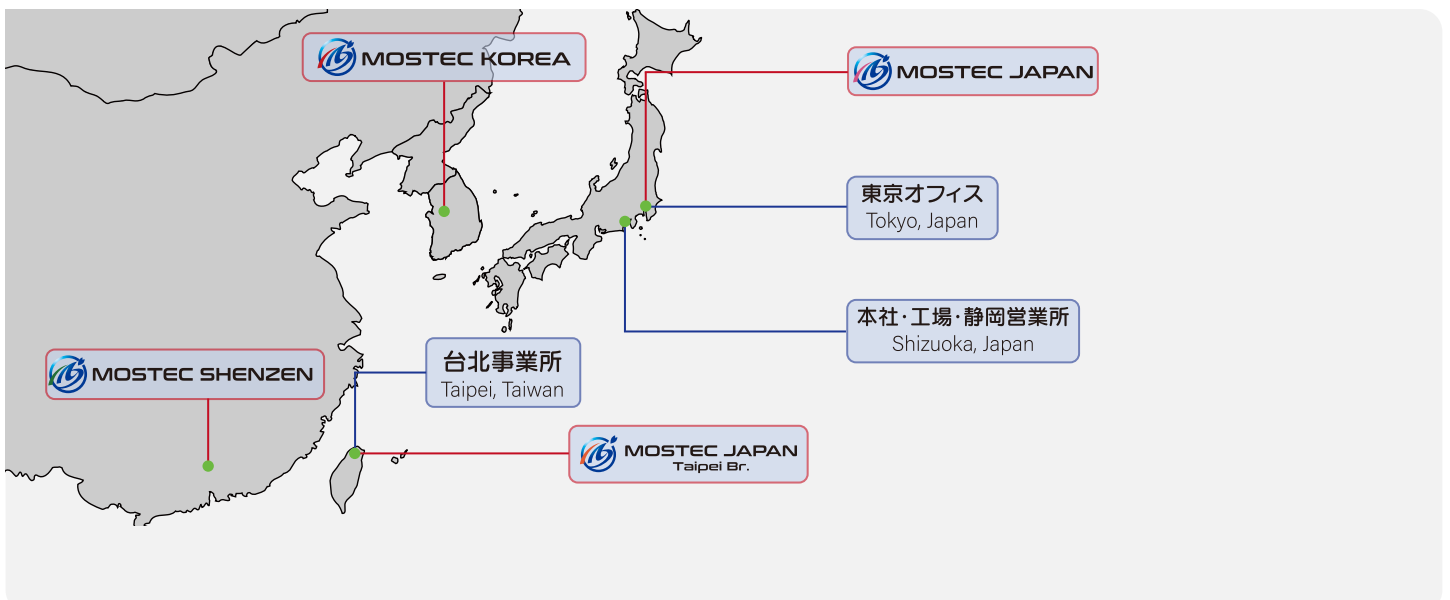 MOSTEC KOREA
MOSTEC JAPAN
東京オフィス
Tokyo, Japan
本社・工場・静岡営業所
Shizuoka, Japan
台北事業所
Taipei, Taiwan
MOSTEC SHENZEN
MOSTEC JAPAN
Taipei Br.